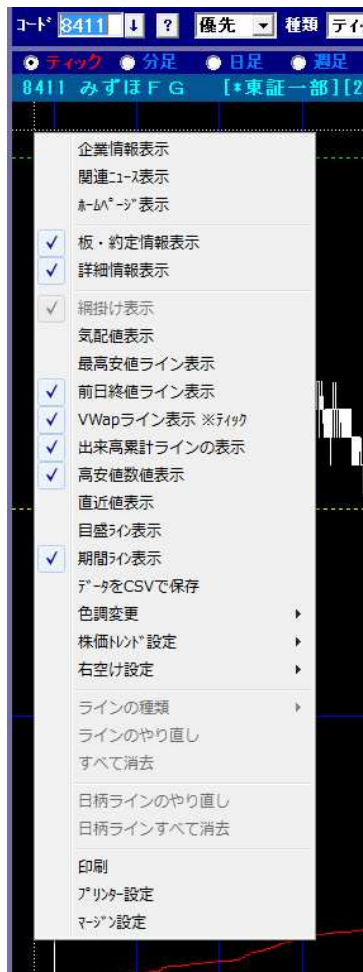 ｺｰﾄﾞ 8411 ↓ ? 優先 種類 ティ
ティック 分足 日足 週足
8411 みずほＦＧ [*東証一部][2
企業情報表示
関連ﾆｭｰｽ表示
ﾎｰﾑﾍﾟｰｼﾞ表示
板・約定情報表示
詳細情報表示
網掛け表示
気配値表示
最高安値ライン表示
前日終値ライン表示
VWapライン表示 ※ﾃｨｯｸ
出来高累計ラインの表示
高安値数値表示
直近値表示
目盛ﾗｲﾝ表示
期間ﾗｲﾝ表示
ﾃﾞｰﾀをCSVで保存
色調変更
株価ﾄﾚﾝﾄﾞ設定
右空け設定
ラインの種類
ラインのやり直し
すべて消去
日柄ラインのやり直し
日柄ラインすべて消去
印刷
ﾌﾟﾘﾝﾀｰ設定
ﾏｰｼﾞﾝ設定